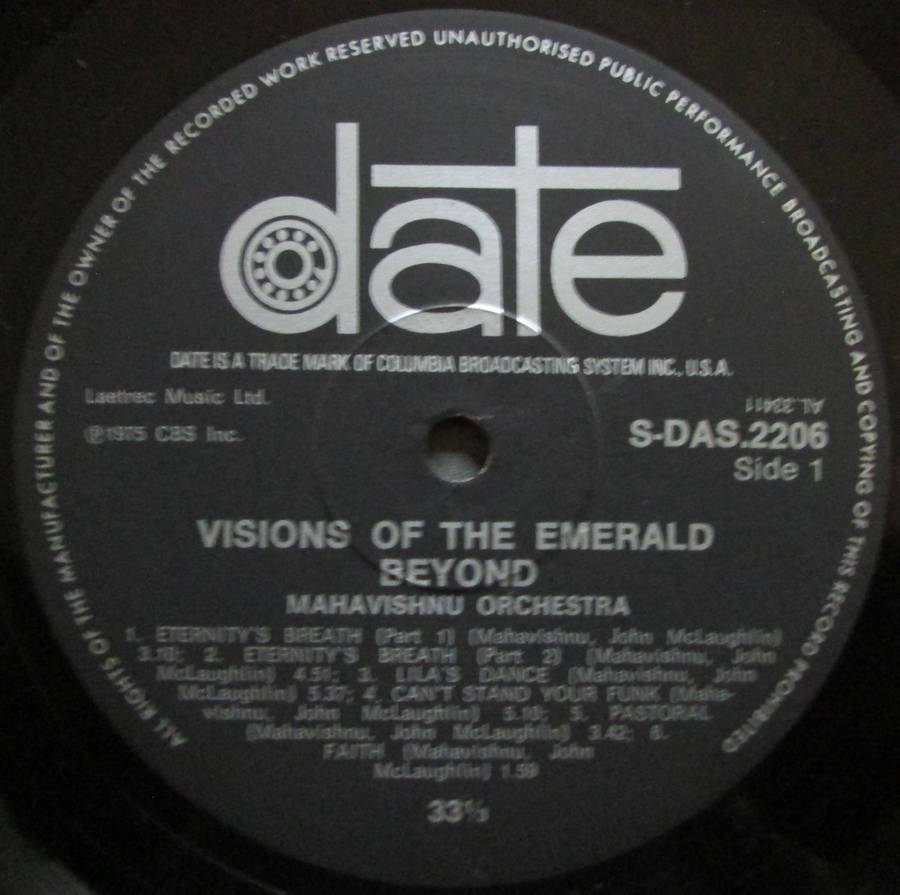 ALL RIGHTS OF THE MANUFACTURER AND OF THE OWNER OF THE RECORDED WORK RESERVED UNAUTHORISED PUBLIC PERFORMANCE BROADCASTING AND COPYING OF THIS RECORD PROHIBITED
date
DATE IS A TRADE MARK OF COLUMBIA BROADCASTING SYSTEM INC., U.S.A.
Laetrec Music Ltd.
AL.33411
℗1975 CBS Inc.
S-DAS.2206
Side 1
VISIONS OF THE EMERALD
BEYOND
MAHAVISHNU ORCHESTRA
1. ETERNITY'S BREATH (Part 1) (Mahavishnu, John McLaughlin)
3.10; 2. ETERNITY'S BREATH (Part 2) (Mahavishnu, John
McLaughlin) 4.51; 3. LILA'S DANCE (Mahavishnu, John
McLaughlin) 5.37; 4. CAN'T STAND YOUR FUNK (Maha-
vishnu, John McLaughlin) 5.10; 5. PASTORAL
(Mahavishnu, John McLaughlin) 3.42; 6.
FAITH (Mahavishnu, John
McLaughlin) 1.59
33⅓